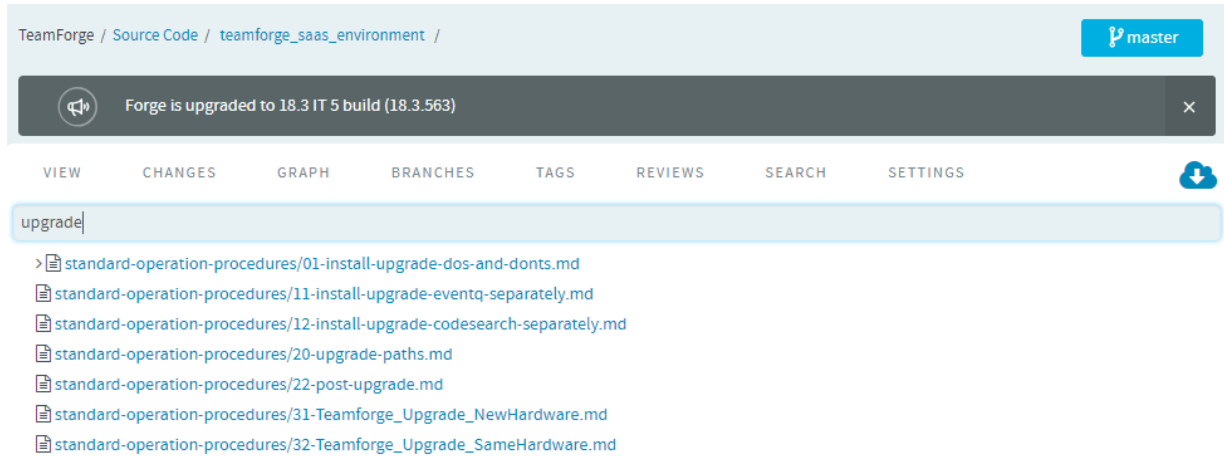 TeamForge / Source Code / teamforge_saas_environment /
master
Forge is upgraded to 18.3 IT 5 build (18.3.563)
×
VIEW CHANGES GRAPH BRANCHES TAGS REVIEWS SEARCH SETTINGS
upgrade
>standard-operation-procedures/01-install-upgrade-dos-and-donts.md
standard-operation-procedures/11-install-upgrade-eventq-separately.md
standard-operation-procedures/12-install-upgrade-codesearch-separately.md
standard-operation-procedures/20-upgrade-paths.md
standard-operation-procedures/22-post-upgrade.md
standard-operation-procedures/31-Teamforge_Upgrade_NewHardware.md
standard-operation-procedures/32-Teamforge_Upgrade_SameHardware.md